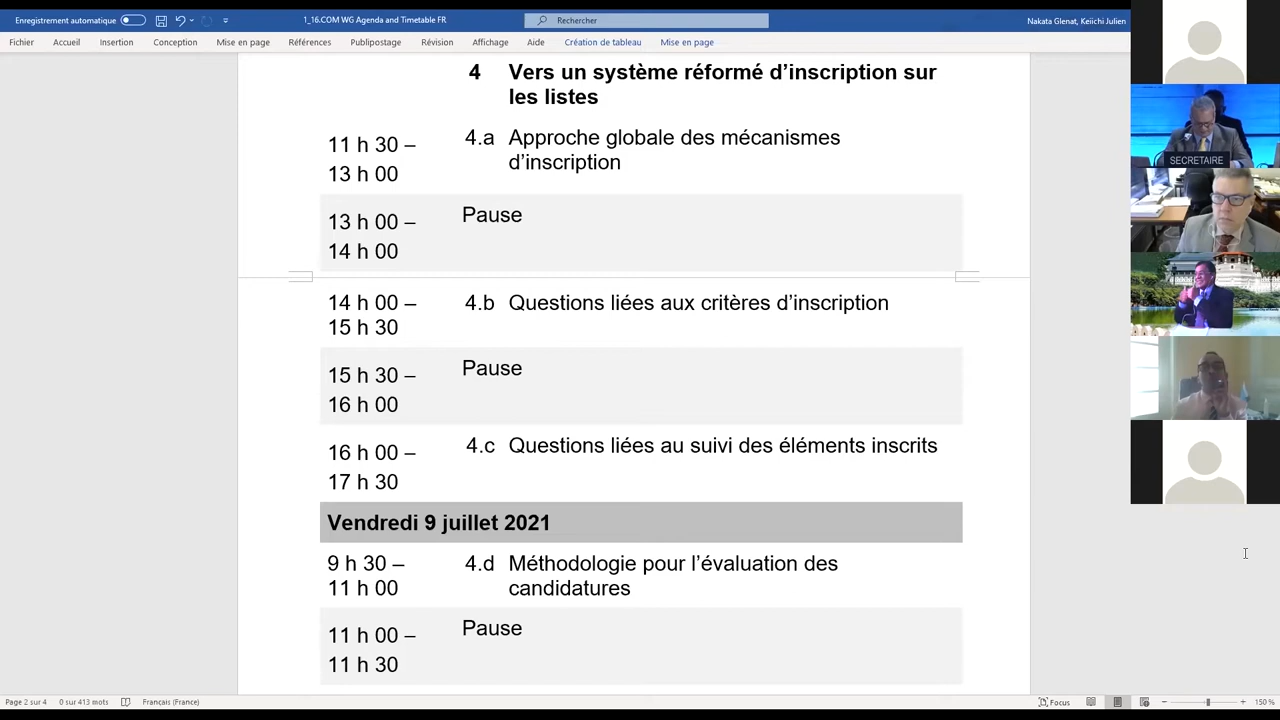 Enregistrement automatique
1_16.COM WG Agenda and Timetable FR
Rechercher
Nakata Glenat, Keiichi Julien
Fichier Accueil Insertion Conception Mise en page Références Publipostage Révision Affichage Aide Création de tableau Mise en page
4 Vers un système réformé d’inscription sur
les listes
11 h 30 –
13 h 00
4.a Approche globale des mécanismes
d’inscription
13 h 00 –
14 h 00
Pause
14 h 00 –
15 h 30
4.b Questions liées aux critères d’inscription
15 h 30 –
16 h 00
Pause
16 h 00 –
17 h 30
4.c Questions liées au suivi des éléments inscrits
Vendredi 9 juillet 2021
9 h 30 –
11 h 00
4.d Méthodologie pour l’évaluation des
candidatures
11 h 00 –
11 h 30
Pause
SECRETAIRE
Page 2 sur 4 0 sur 413 mots Français (France) Focus 150 %